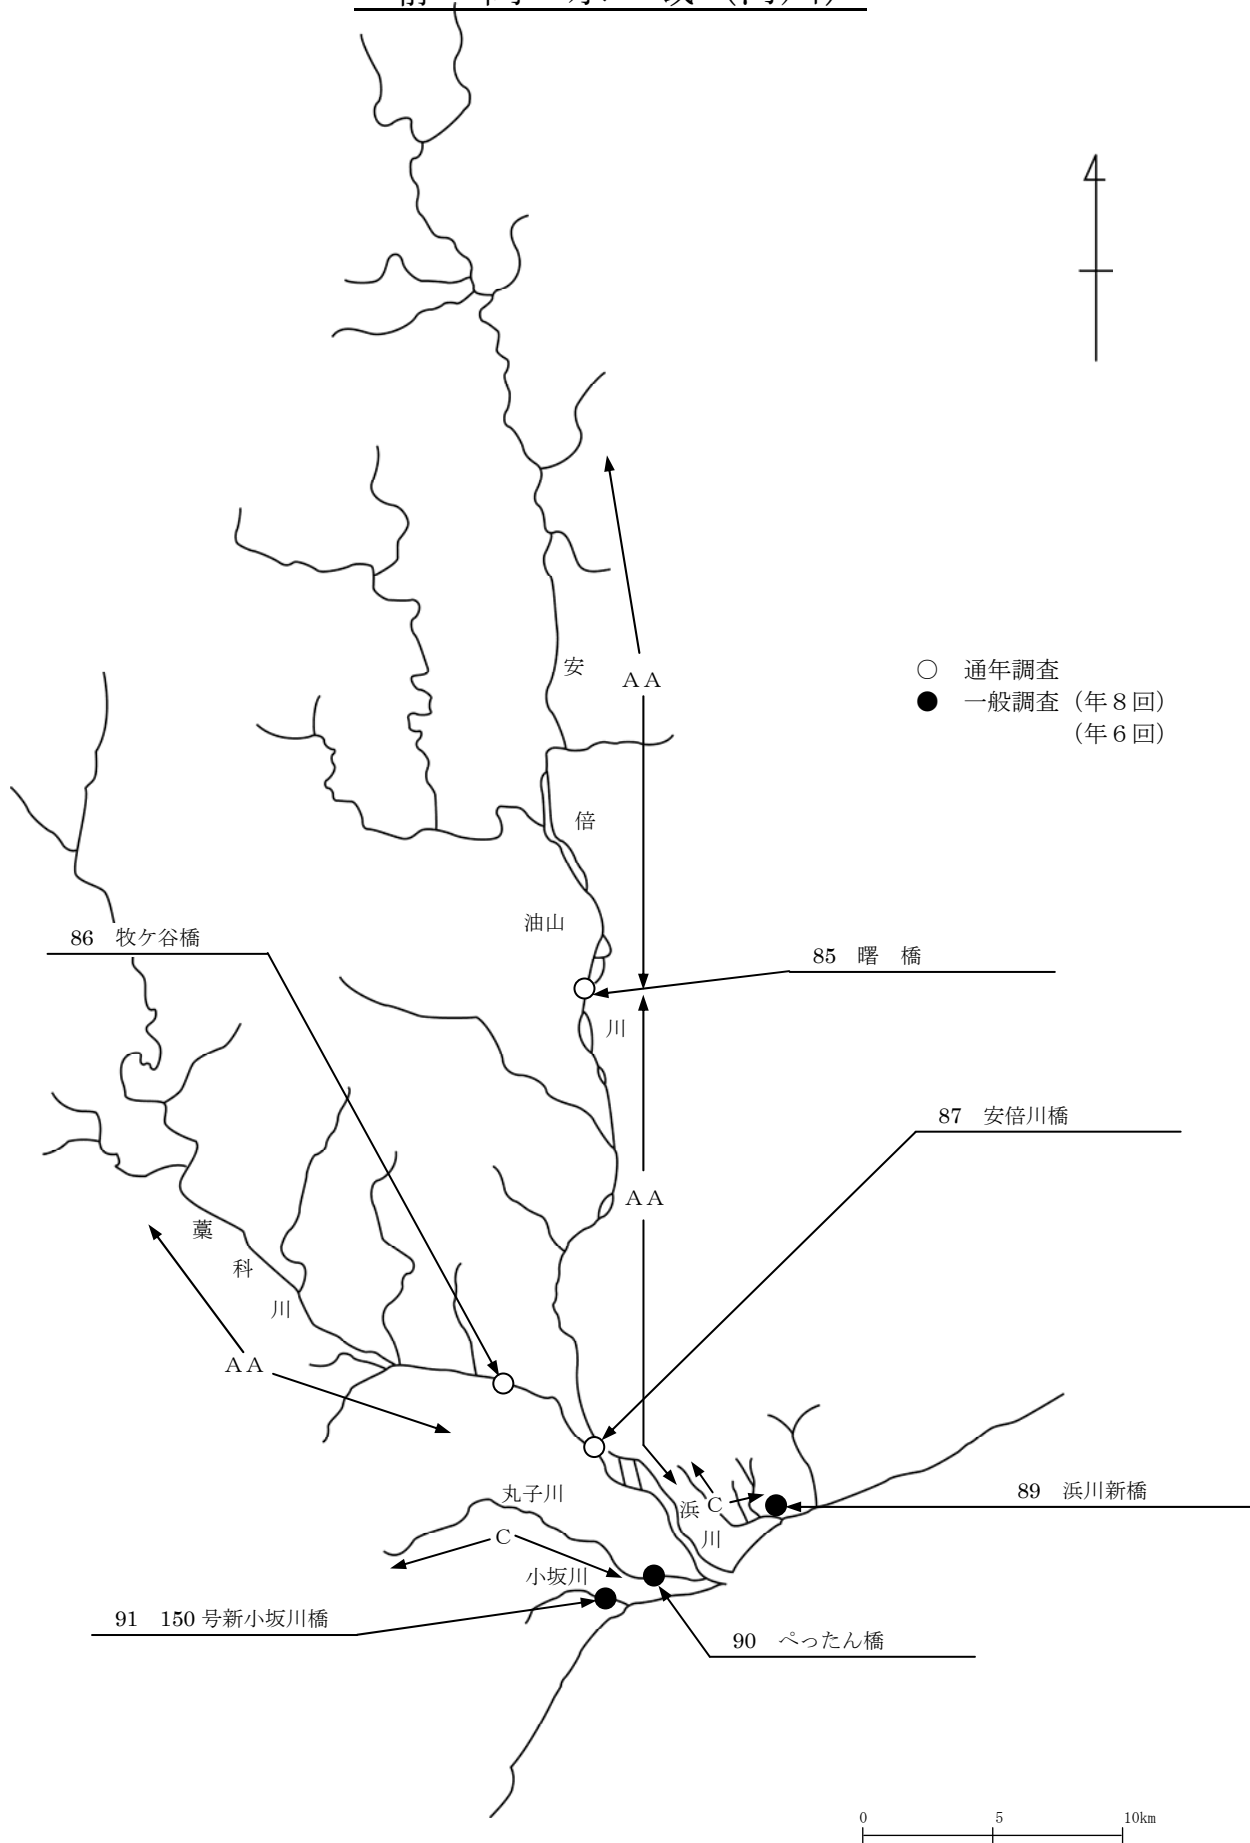 ○ 通年調査
● 一般調査（年８回）
（年６回）
安
倍
川
ＡＡ
油山
86 牧ケ谷橋
85 曙 橋
87 安倍川橋
ＡＡ
藁
科
川
ＡＡ
丸子川
Ｃ
浜
川
Ｃ
89 浜川新橋
小坂川
91 150 号新小坂川橋
90 ぺったん橋
0 5 10km